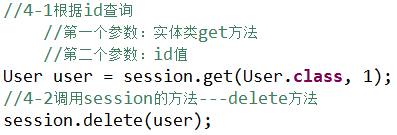 //4-1根据id查询
//第一个参数：实体类get方法
//第二个参数：id值
User user = session.get(User.class, 1);
//4-2调用session的方法---delete方法
session.delete(user);